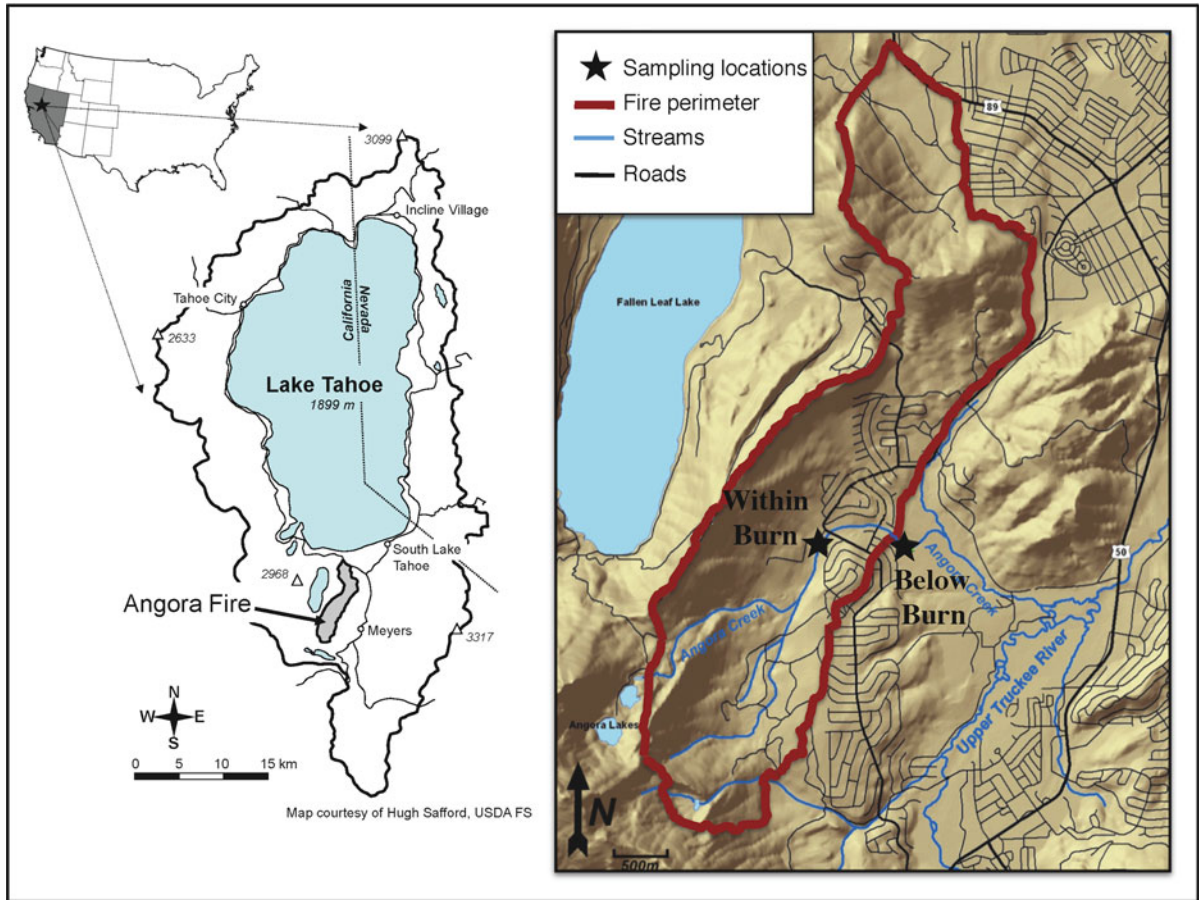 3099
Incline Village
Tahoe City
California
Nevada
2633
Lake Tahoe
1899 m
South Lake
Tahoe
2968
Angora Fire
Meyers
3317
N
W E
S
0 5 10 15 km
Map courtesy of Hugh Safford, USDA FS
Sampling locations
Fire perimeter
Streams
Roads
89
Fallen Leaf Lake
Within
Burn
50
Angora Creek
Below
Burn
Angora Creek
Upper Truckee River
Angora Lakes
N
500m